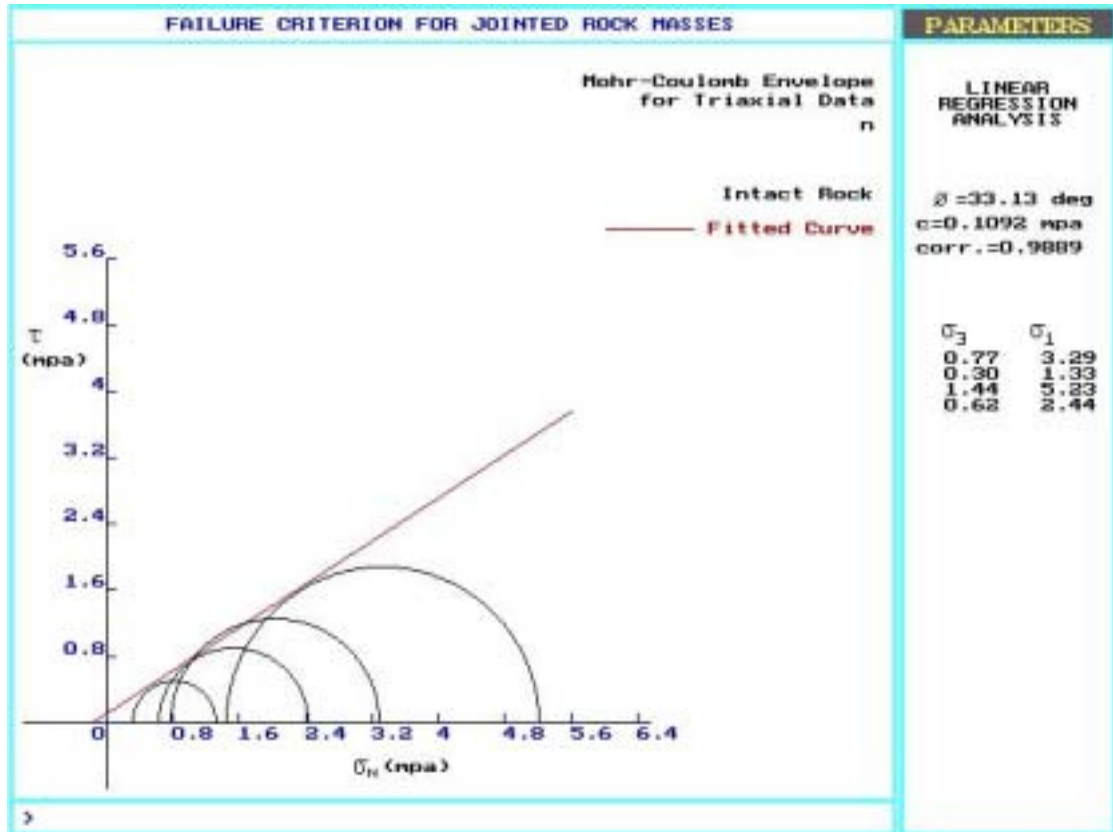 FAILURE CRITERION FOR JOINTED ROCK MASSES
PARAMETERS
Mohr-Coulomb Envelope
for Triaxial Data
n
Intact Rock
Fitted Curve
5.6
4.8
τ
(mpa)
4
3.2
2.4
1.6
0.8
0 0.8 1.6 2.4 3.2 4 4.8 5.6 6.4
σN (mpa)
>
LINEAR
REGRESSION
ANALYSIS
ø =33.13 deg
c=0.1092 mpa
corr.=0.9889
σ3 σ1
0.77 3.29
0.30 1.33
1.44 5.23
0.62 2.44